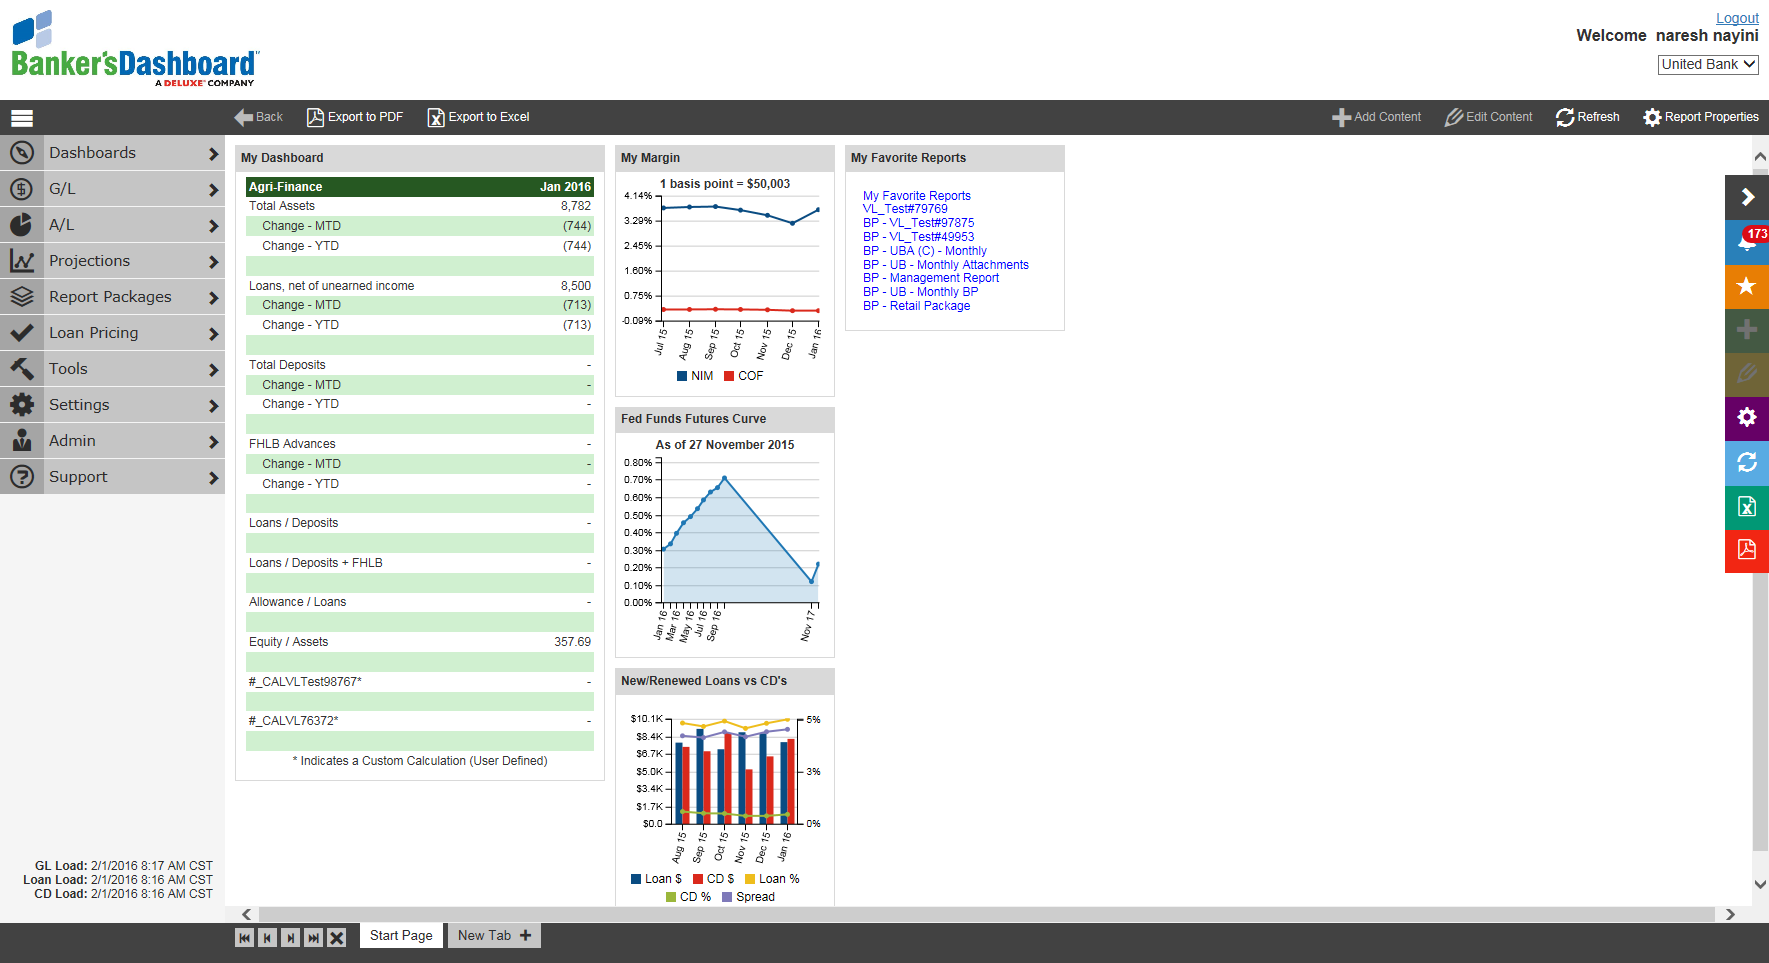 Logout
Welcome naresh nayini
United Bank
Banker'sDashboard
A DELUXE COMPANY
Back
Export to PDF
Export to Excel
Add Content
Edit Content
Refresh
Report Properties
Dashboards
G/L
A/L
Projections
Report Packages
Loan Pricing
Tools
Settings
Admin
Support
GL Load: 2/1/2016 8:17 AM CST
Loan Load: 2/1/2016 8:16 AM CST
CD Load: 2/1/2016 8:16 AM CST
My Dashboard
Agri-Finance Jan 2016
Total Assets 8,782
Change - MTD (744)
Change - YTD (744)
Loans, net of unearned income 8,500
Change - MTD (713)
Change - YTD (713)
Total Deposits -
Change - MTD -
Change - YTD -
FHLB Advances -
Change - MTD -
Change - YTD -
Loans / Deposits -
Loans / Deposits + FHLB -
Allowance / Loans -
Equity / Assets 357.69
#_CALVLTest98767* -
#_CALVL76372* -
* Indicates a Custom Calculation (User Defined)
My Margin
1 basis point = $50,003
4.14%
3.29%
2.45%
1.60%
0.75%
-0.09%
Jul 15 Aug 15 Sep 15 Oct 15 Nov 15 Dec 15 Jan 16
NIM COF
Fed Funds Futures Curve
As of 27 November 2015
0.80%
0.70%
0.60%
0.50%
0.40%
0.30%
0.20%
0.10%
0.00%
Jan 16 Mar 16 May 16 Jul 16 Sep 16 Nov 17
New/Renewed Loans vs CD's
$10.1K 5%
$8.4K
$6.7K
$5.0K 3%
$3.4K
$1.7K
$0.0 0%
Aug 15 Sep 15 Oct 15 Nov 15 Dec 15 Jan 16
Loan $ CD $ Loan %
CD % Spread
My Favorite Reports
My Favorite Reports
VL_Test#79769
BP - VL_Test#97875
BP - VL_Test#49953
BP - UBA (C) - Monthly
BP - UB - Monthly Attachments
BP - Management Report
BP - UB - Monthly BP
BP - Retail Package
173
Start Page
New Tab